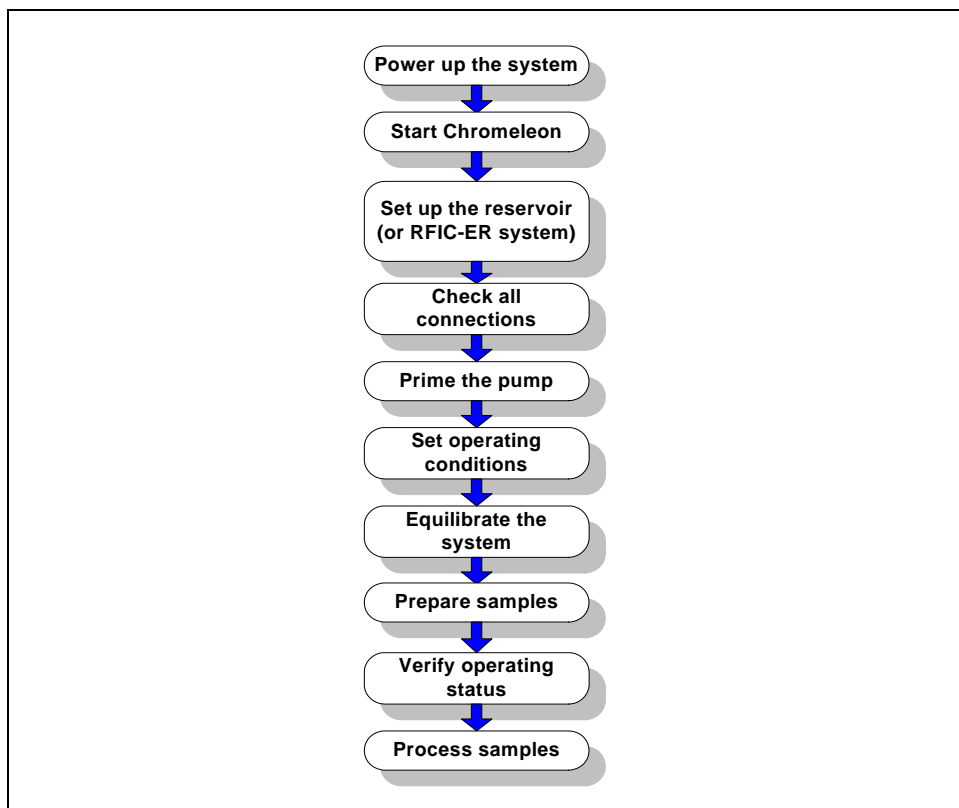 Power up the system
Start Chromeleon
Set up the reservoir
(or RFIC-ER system)
Check all
connections
Prime the pump
Set operating
conditions
Equilibrate the
system
Prepare samples
Verify operating
status
Process samples